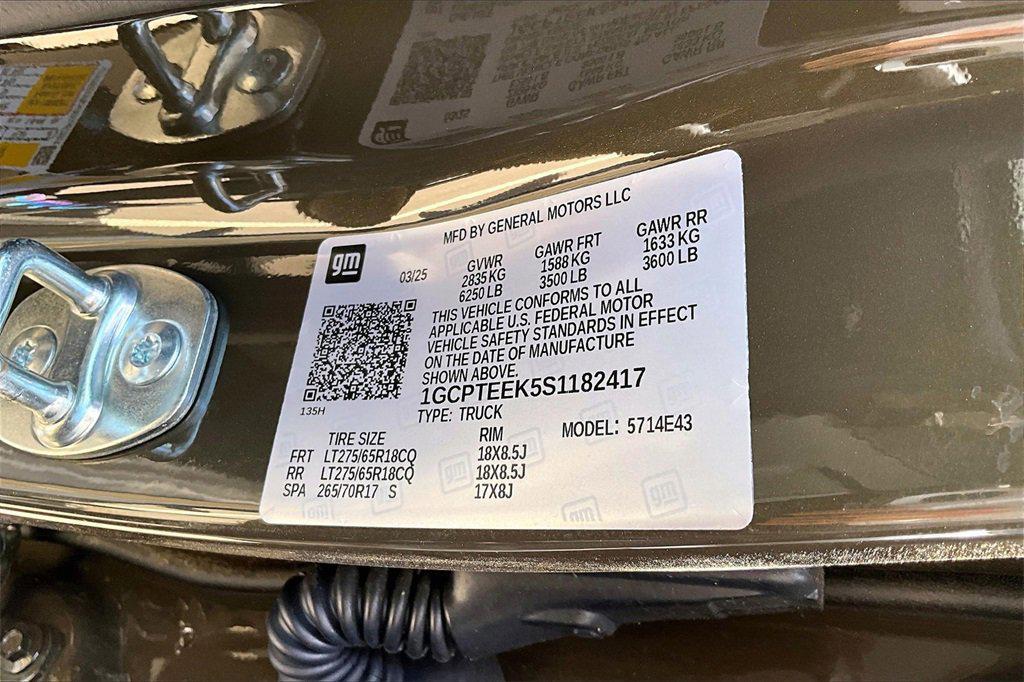 MFD BY GENERAL MOTORS LLC
gm
03/25
GVWR GAWR FRT GAWR RR
2835 KG 1588 KG 1633 KG
6250 LB 3500 LB 3600 LB
THIS VEHICLE CONFORMS TO ALL
APPLICABLE U.S. FEDERAL MOTOR
VEHICLE SAFETY STANDARDS IN EFFECT
ON THE DATE OF MANUFACTURE
SHOWN ABOVE.
1GCPTEEK5S1182417
135H
TYPE: TRUCK MODEL: 5714E43
TIRE SIZE RIM
FRT LT275/65R18CQ 18X8.5J
RR LT275/65R18CQ 18X8.5J
SPA 265/70R17 S 17X8J